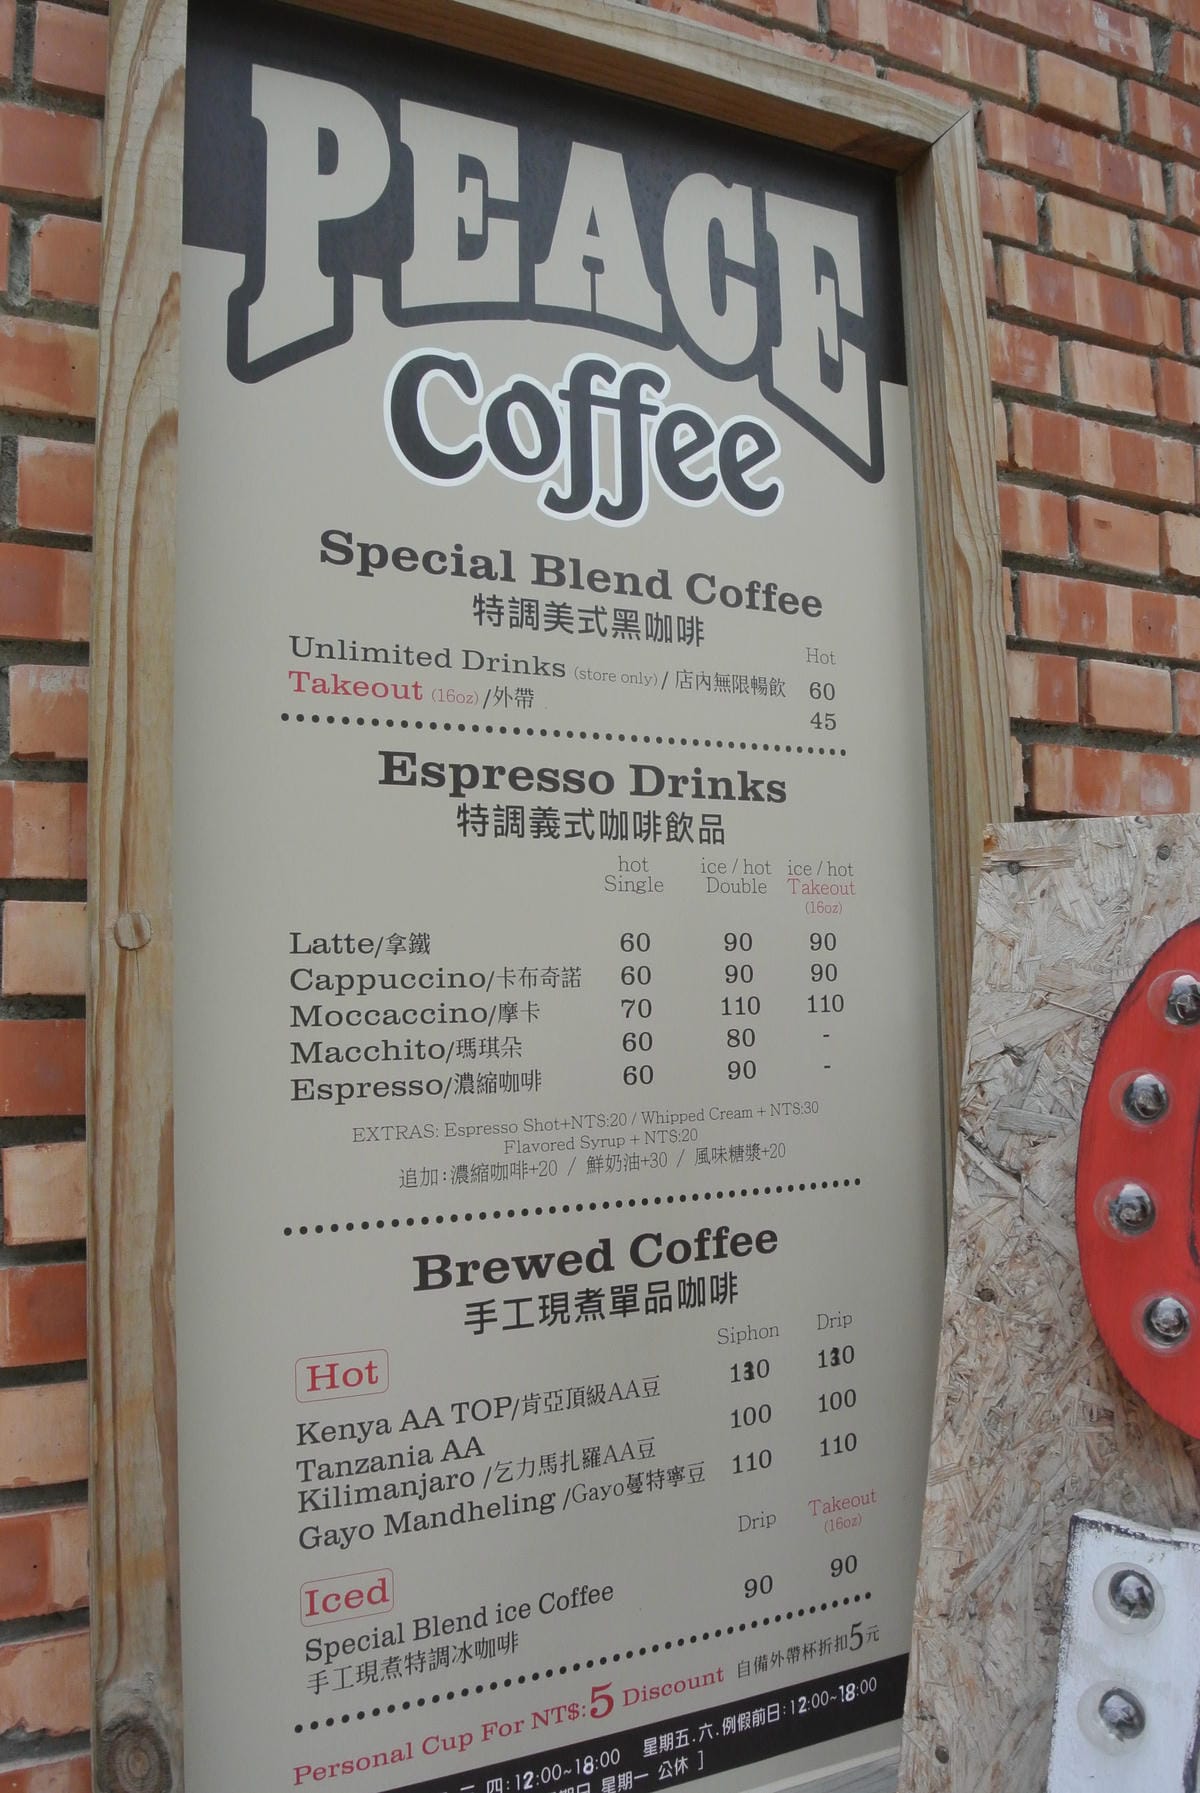 PEACE
Coffee
Special Blend Coffee
特調美式黑咖啡
Hot
Unlimited Drinks (store only) / 店內無限暢飲 60
Takeout (16oz) /外帶 45
Espresso Drinks
特調義式咖啡飲品
hot ice / hot ice / hot
Single Double Takeout
(16oz)
Latte/拿鐵 60 90 90
Cappuccino/卡布奇諾 60 90 90
Moccaccino/摩卡 70 110 110
Macchito/瑪琪朵 60 80 -
Espresso/濃縮咖啡 60 90 -
EXTRAS: Espresso Shot+NT$:20 / Whipped Cream + NT$:30
Flavored Syrup + NT$:20
追加:濃縮咖啡+20 / 鮮奶油+30 / 風味糖漿+20
Brewed Coffee
手工現煮單品咖啡
Hot Siphon Drip
Kenya AA TOP/肯亞頂級AA豆 130 130
Tanzania AA
Kilimanjaro /乞力馬扎羅AA豆 100 100
Gayo Mandheling /Gayo蔓特寧豆 110 110
Iced Drip Takeout
(16oz)
Special Blend ice Coffee 90 90
手工現煮特調冰咖啡
Personal Cup For NT$:5 Discount 自備外帶杯折扣5元
四:12:00~18:00 星期五.六.例假前日:12:00~18:00
星期一 公休 ]